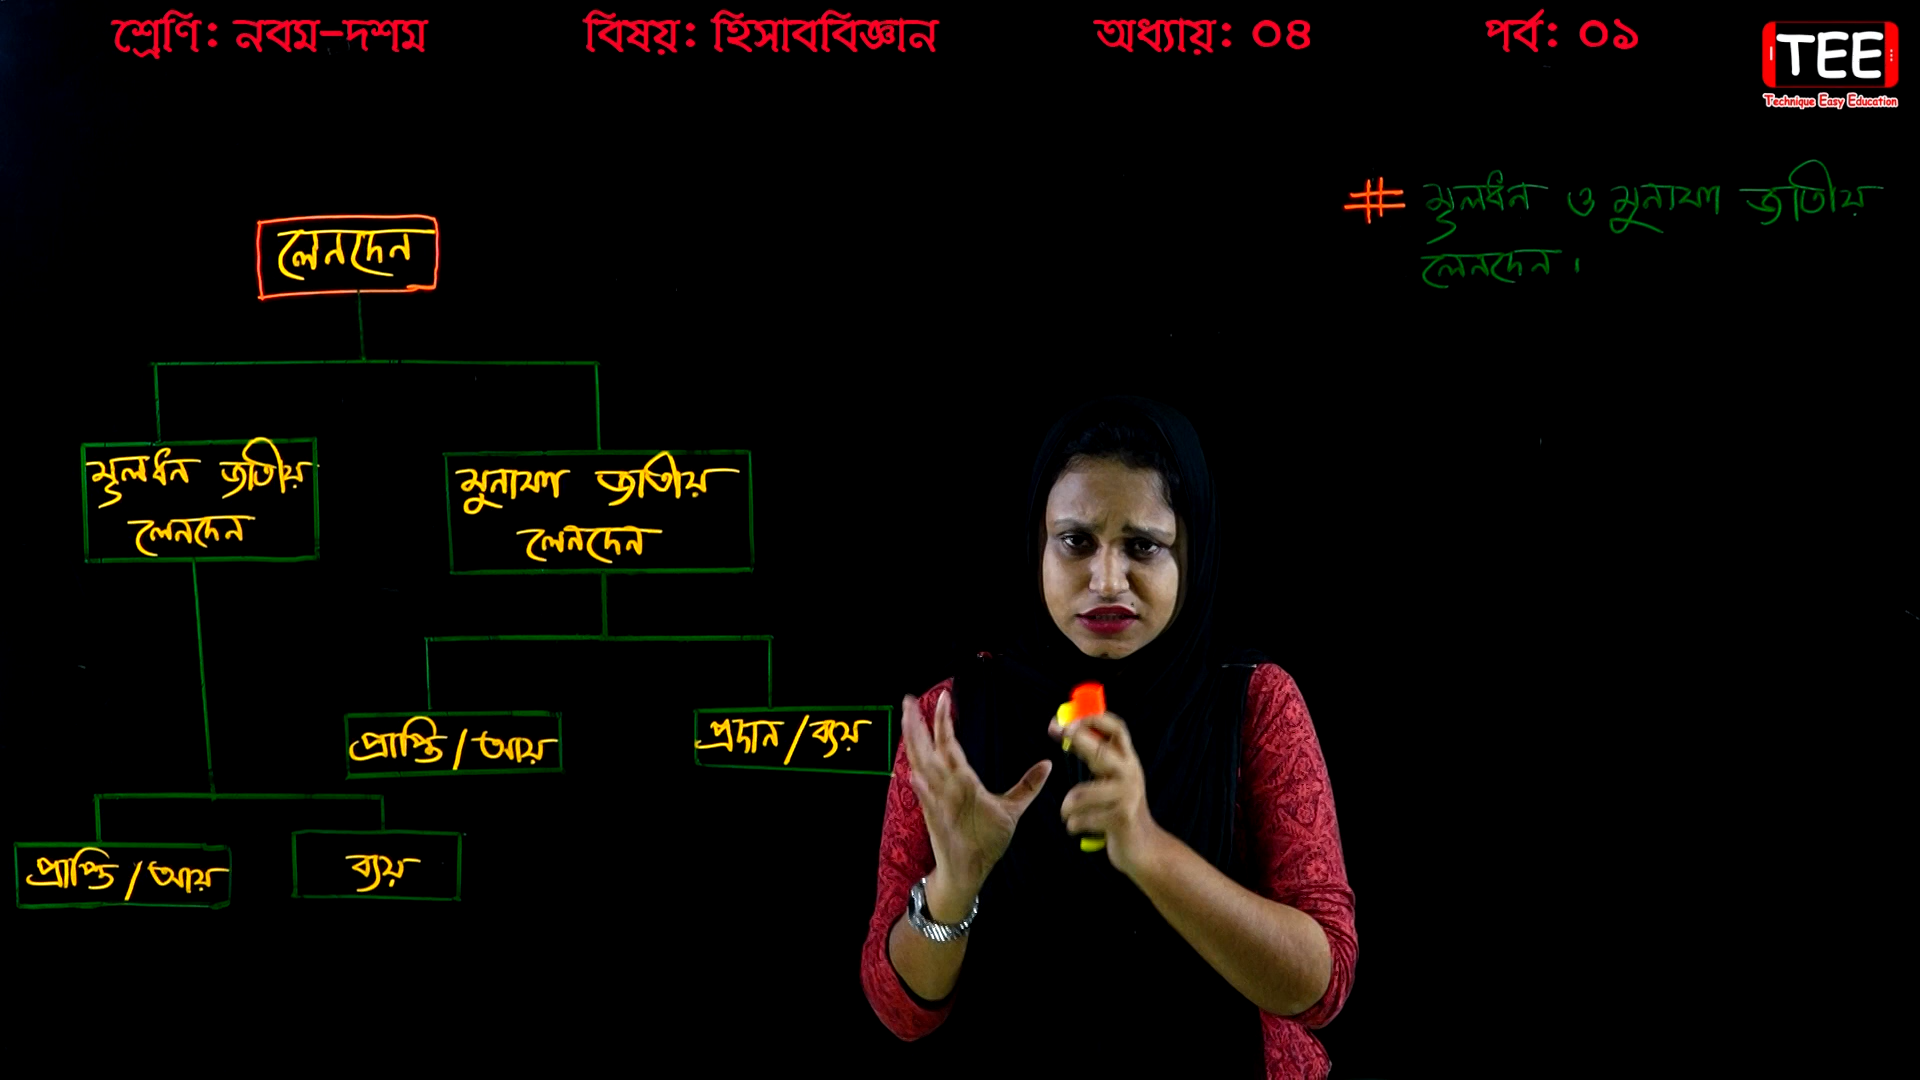 শ্রেণি: নবম-দশম
বিষয়: হিসাববিজ্ঞান
অধ্যায়: ০৪
পর্ব: ০১
TEE
Technique Easy Education
# মূলধন ও মুনাফা জাতীয়
লেনদেন।
লেনদেন
মূলধন জাতীয়
লেনদেন
মুনাফা জাতীয়
লেনদেন
প্রাপ্তি/আয়
প্রদান/ব্যয়
প্রাপ্তি/আয়
ব্যয়